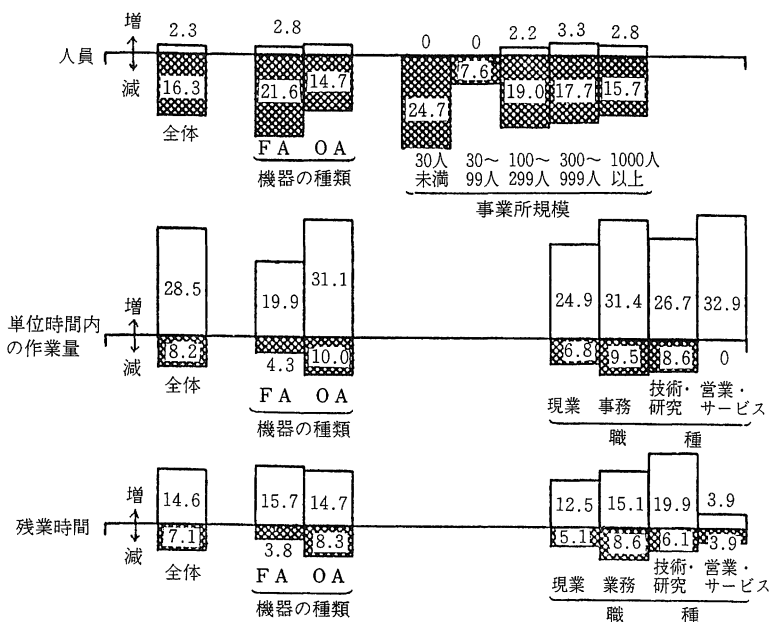 増
人員
減
2.3
2.8
0
0
2.2
3.3
2.8
16.3
21.6
14.7
24.7
7.6
19.0
17.7
15.7
全体
FA
OA
機器の種類
30人
未満
30～
99人
100～
299人
300～
999人
1000人
以上
事業所規模
増
単位時間内
の作業量
減
28.5
19.9
31.1
24.9
31.4
26.7
32.9
8.2
4.3
10.0
6.8
9.5
8.6
0
全体
FA
OA
機器の種類
現業
事務
技術・
研究
営業・
サービス
職種
増
残業時間
減
14.6
15.7
14.7
12.5
15.1
19.9
3.9
7.1
3.8
8.3
5.1
8.6
6.1
3.9
全体
FA
OA
機器の種類
現業
業務
技術・
研究
営業・
サービス
職種